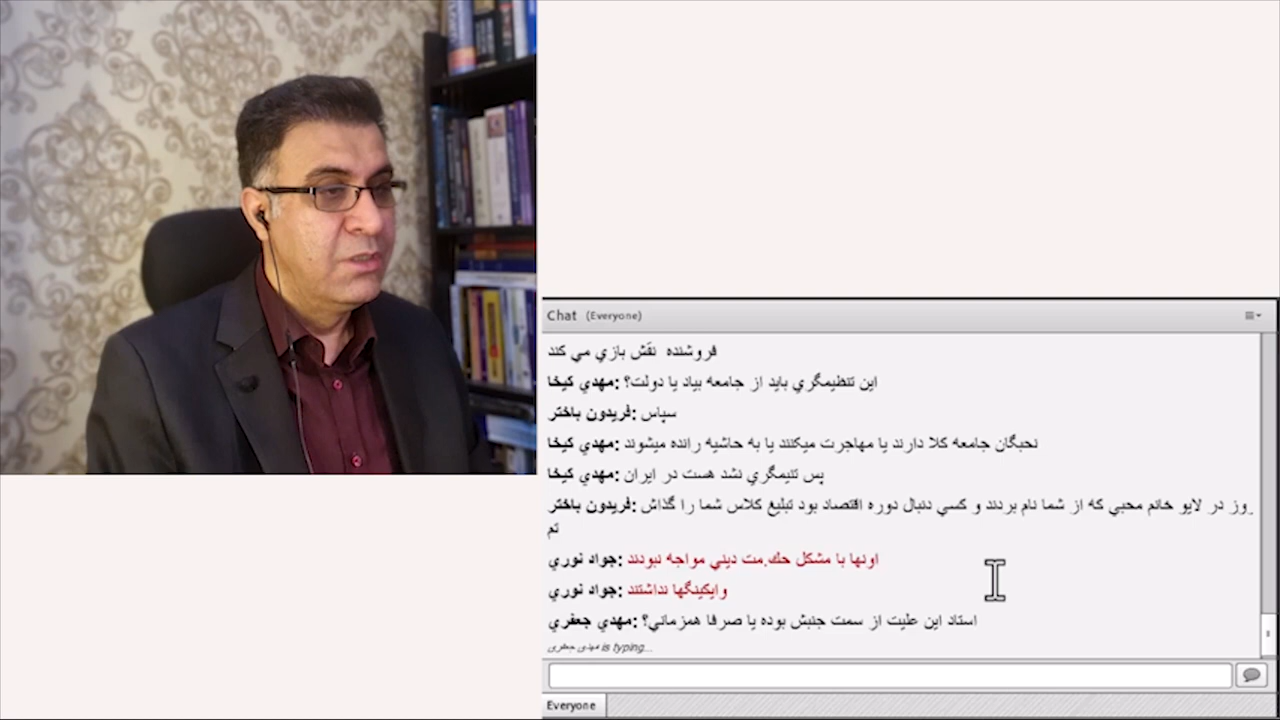 Chat (Everyone)
فروشنده نقش بازي مي كند
مهدي كيخا: اين تنظيمگري بايد از جامعه بياد يا دولت؟
فريدون باختر: سپاس
مهدي كيخا: نخبگان جامعه كلا دارند يا مهاجرت ميكنند يا به حاشيه رانده ميشوند
مهدي كيخا: پس تنيمگري نشد هست در ايران
فريدون باختر: وز در لايو خانم محبي كه از شما نام بردند و كسي دنبال دوره اقتصاد بود تبليغ كلاس شما را گذاش
تم
جواد نوري: اونها با مشكل حك.مت ديني مواجه نبودند
جواد نوري: وايكينگها نداشتند
مهدي جعفري: استاد اين عليت از سمت جنبش بوده يا صرفا همزماني؟
مهدی جعفری is typing...
Everyone